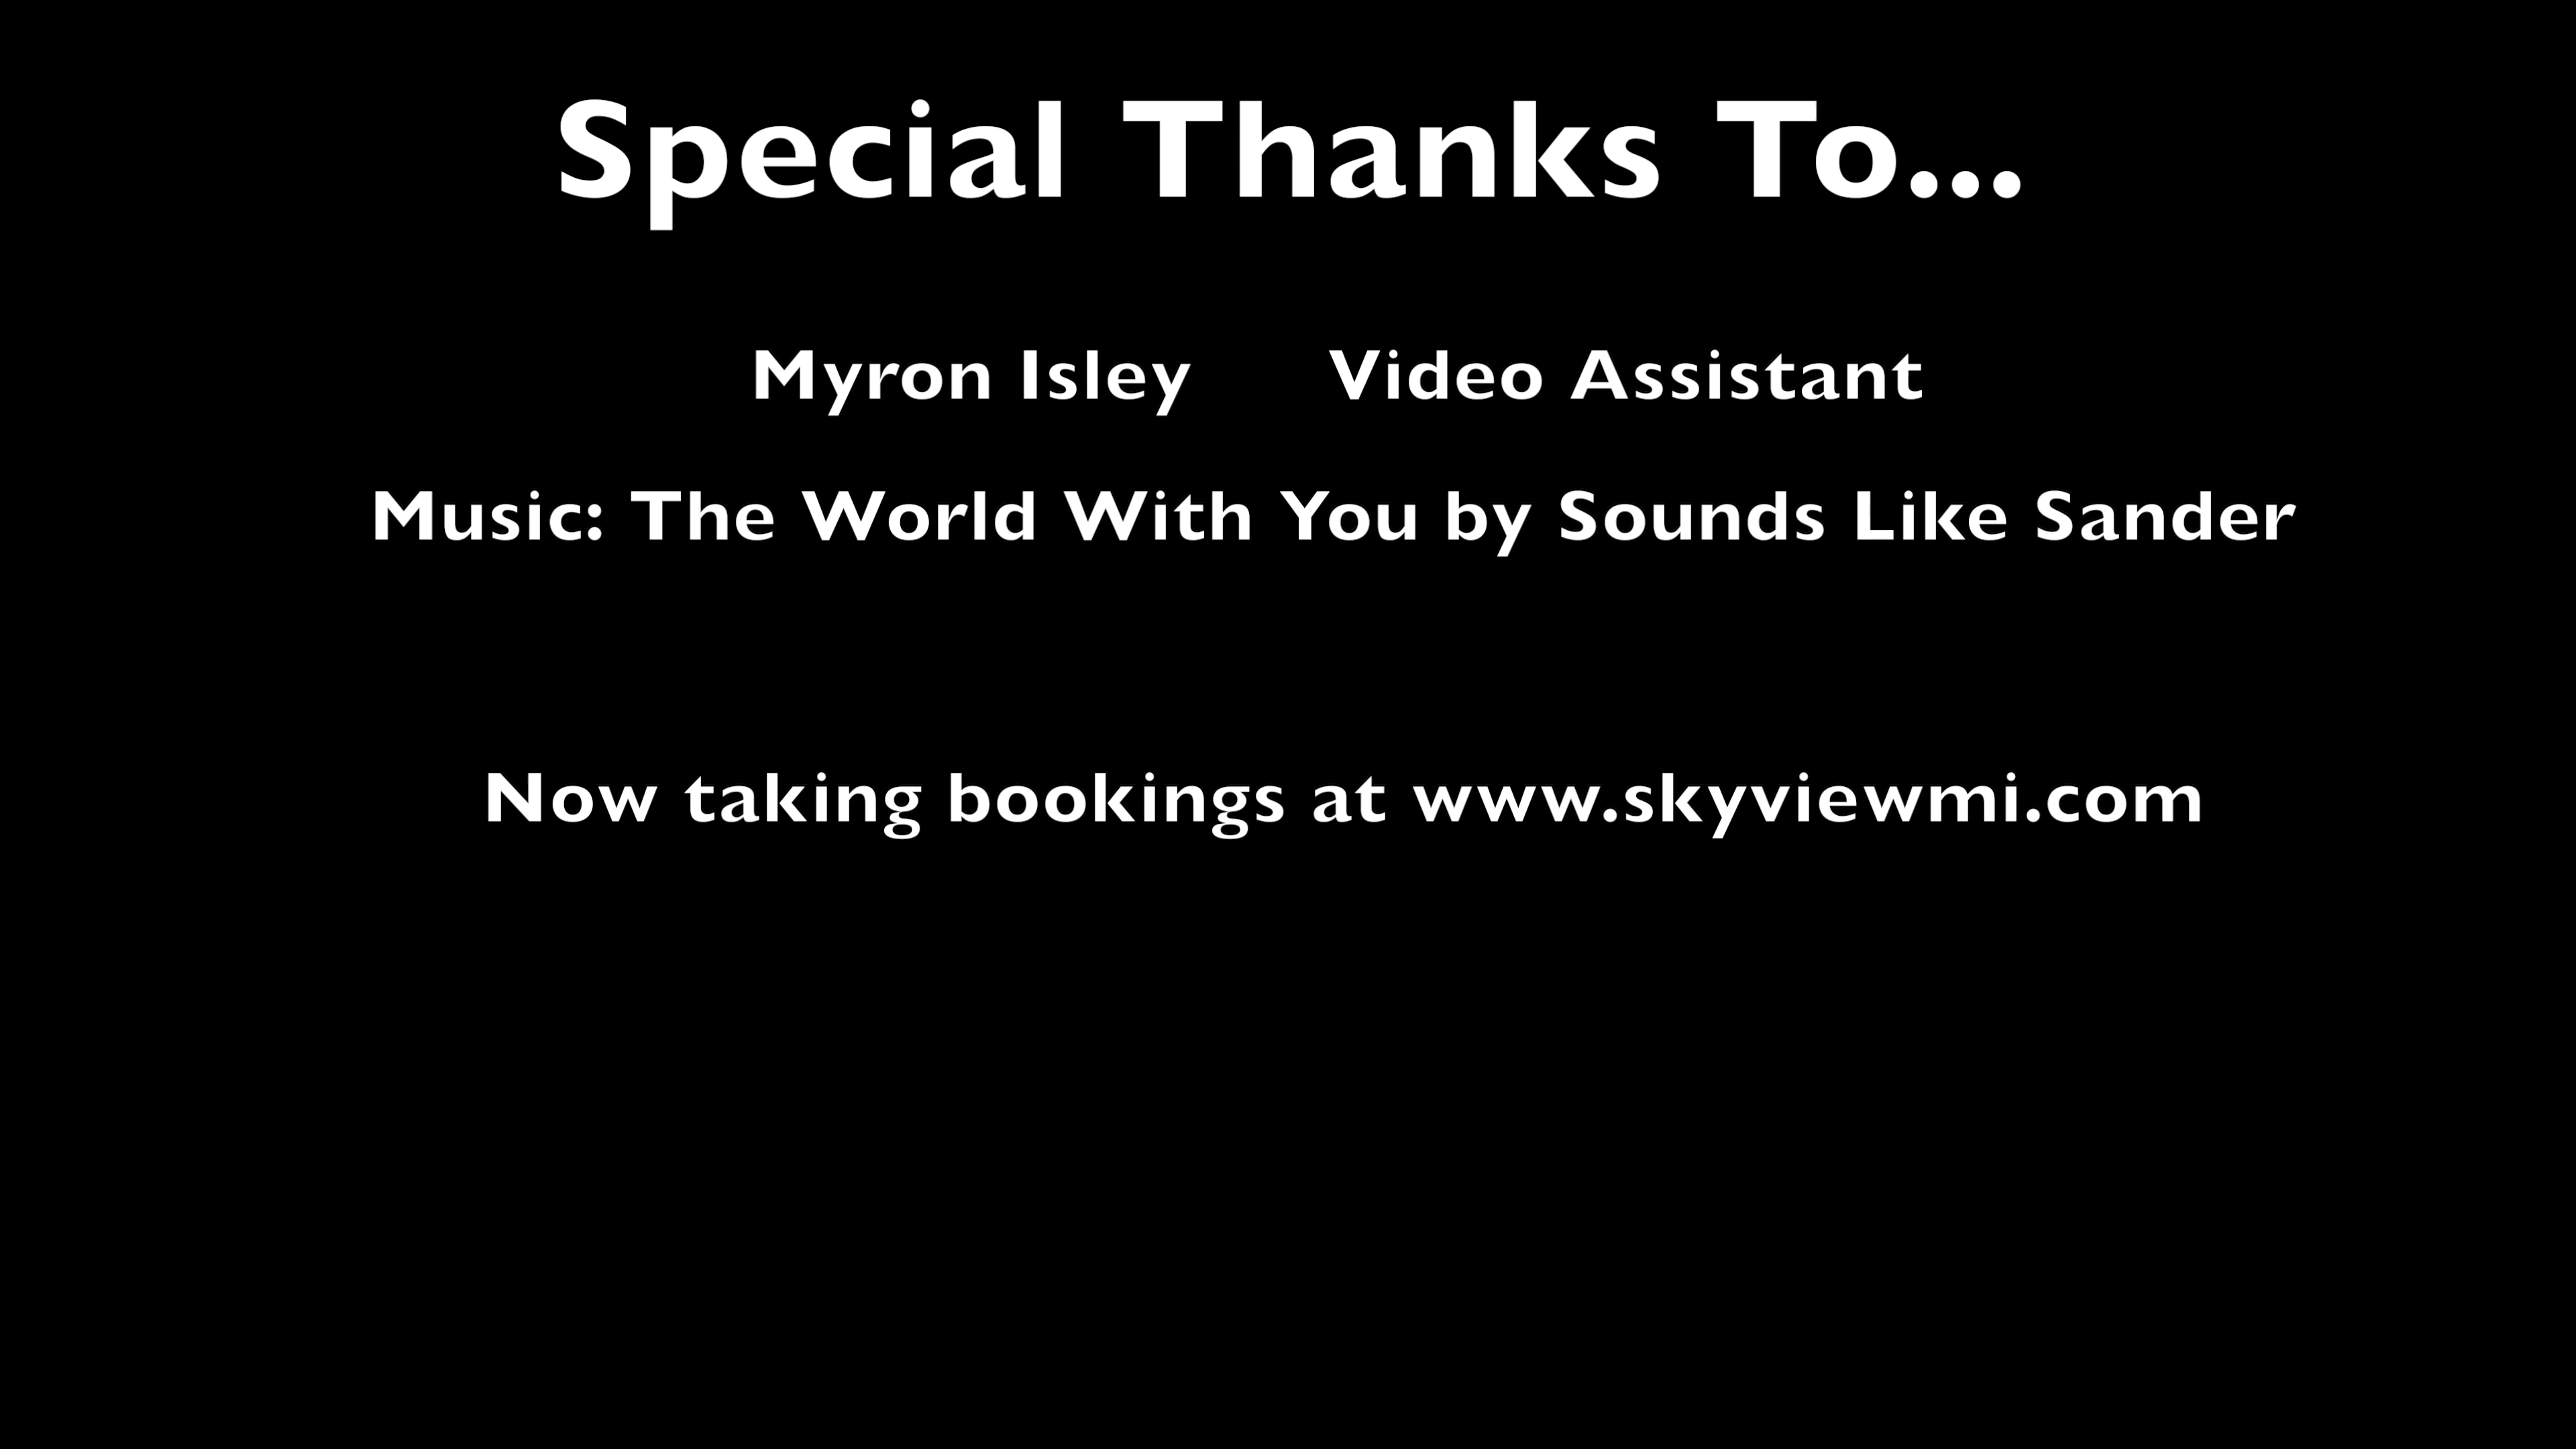 Special Thanks To...
Myron Isley Video Assistant
Music: The World With You by Sounds Like Sander
Now taking bookings at www.skyviewmi.com